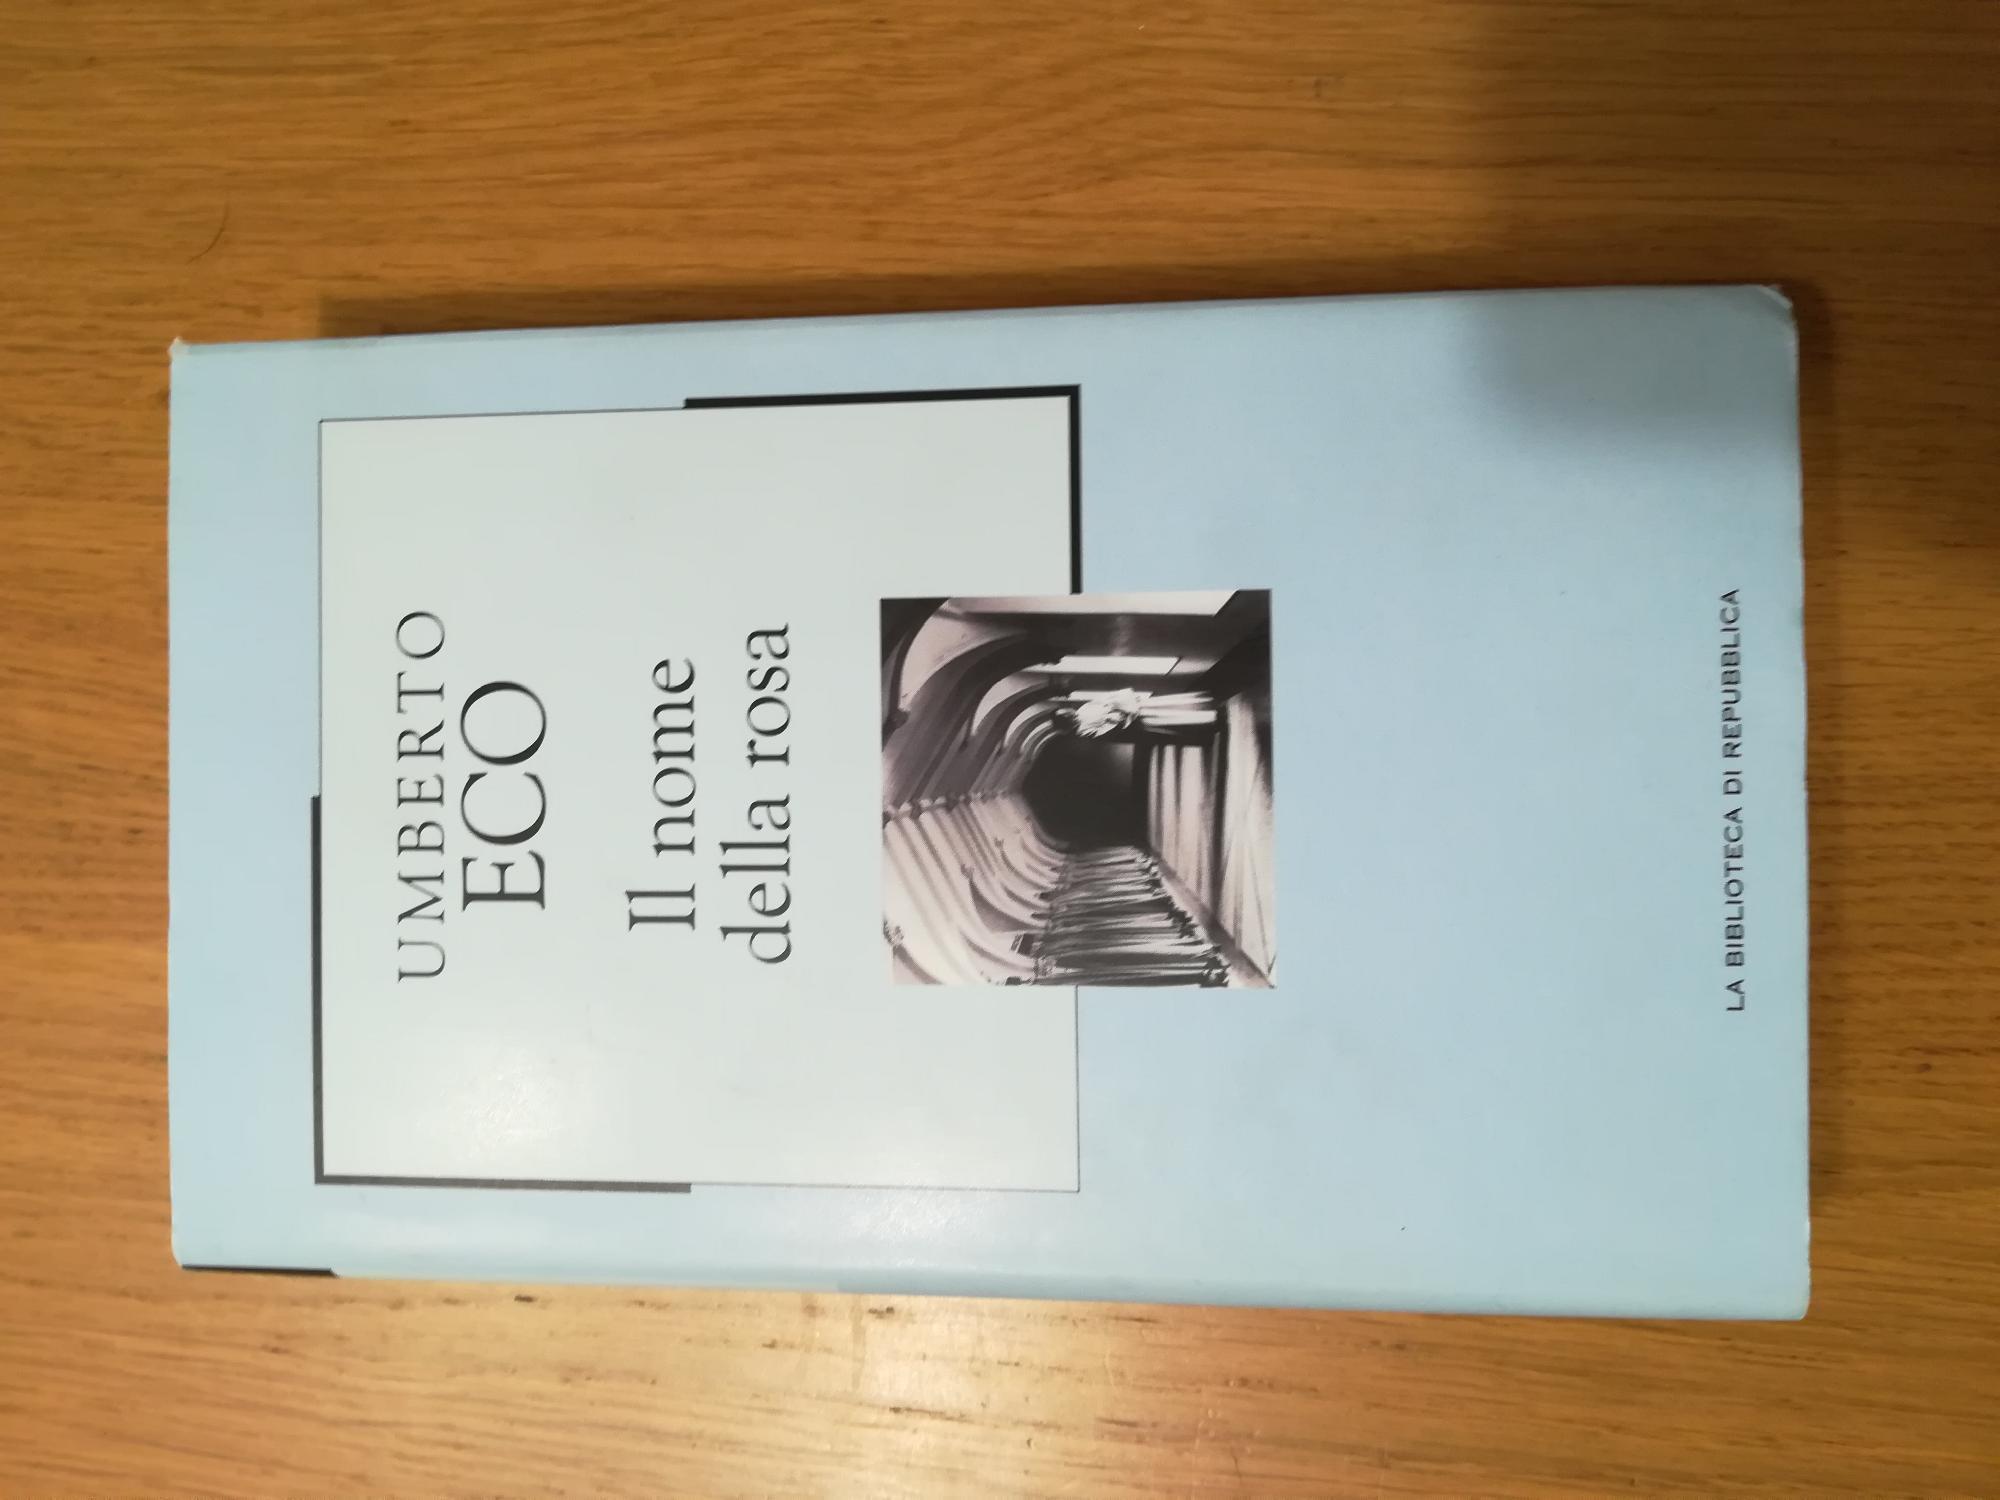 UMBERTO
ECO
Il nome
della rosa
LA BIBLIOTECA DI REPUBBLICA